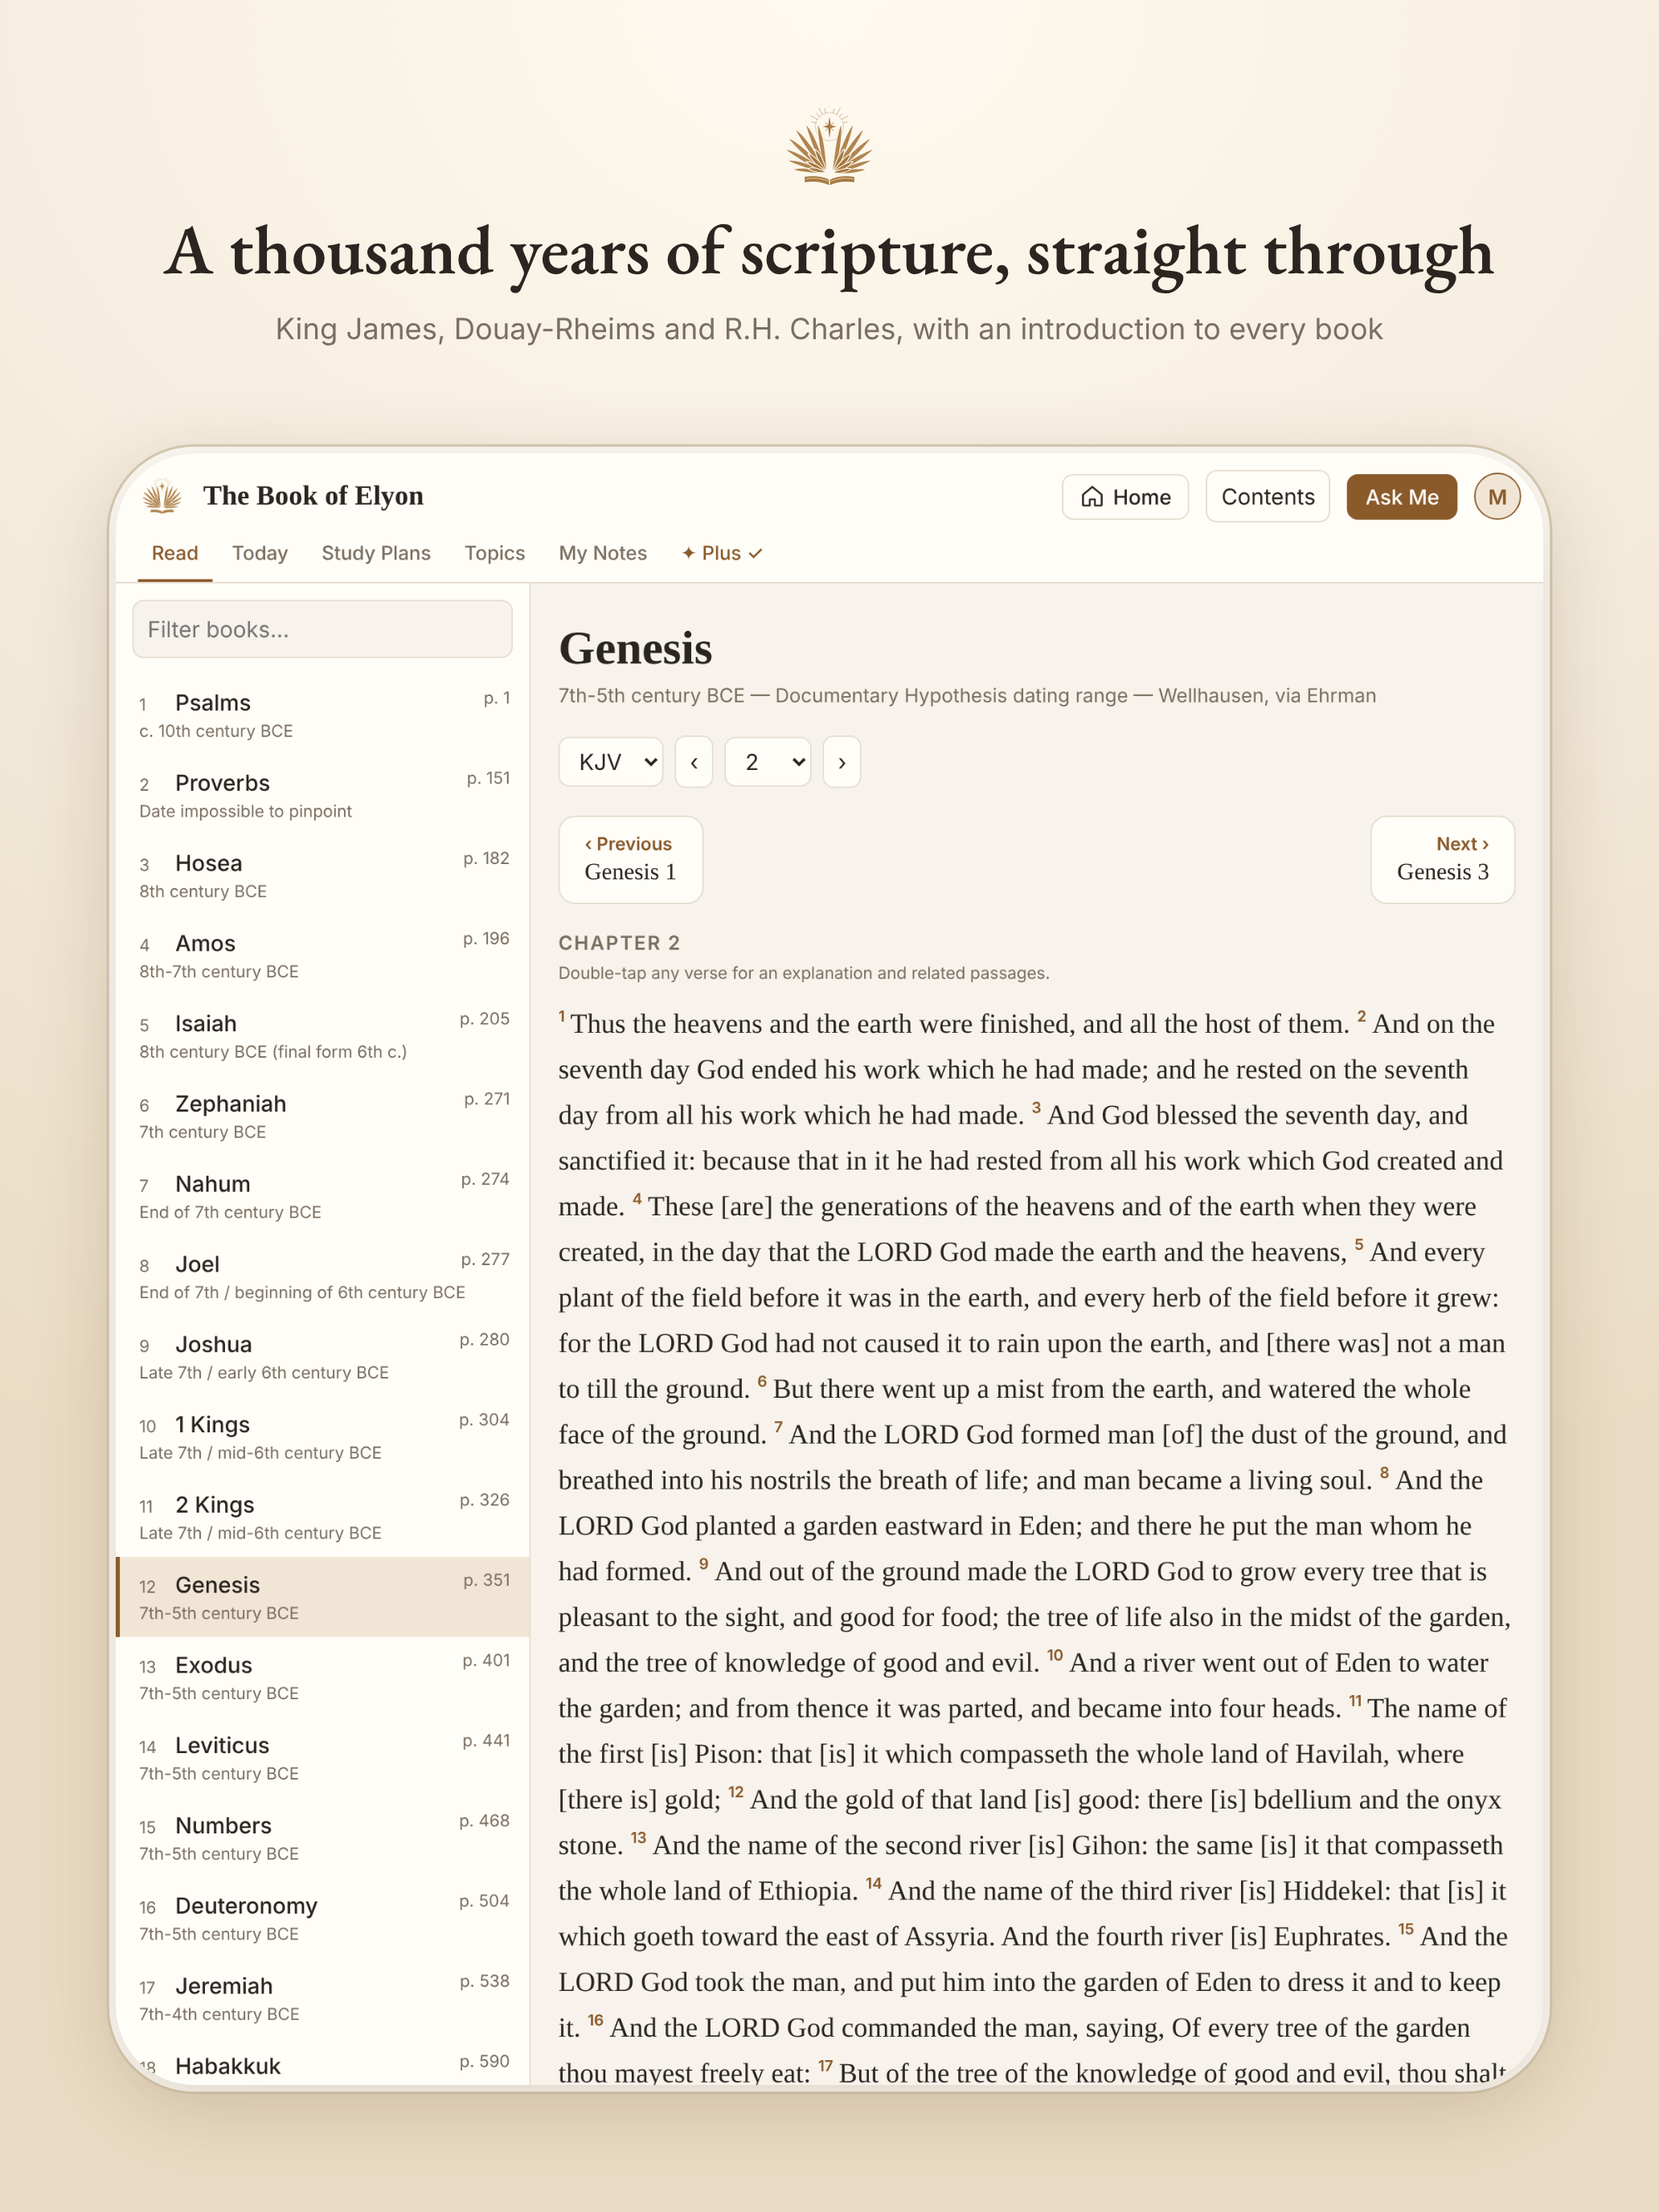 A thousand years of scripture, straight through
King James, Douay-Rheims and R.H. Charles, with an introduction to every book
The Book of Elyon
Home
Contents
Ask Me
M
Read
Today
Study Plans
Topics
My Notes
✦ Plus ✓
Filter books...
1 Psalms p. 1
c. 10th century BCE
2 Proverbs p. 151
Date impossible to pinpoint
3 Hosea p. 182
8th century BCE
4 Amos p. 196
8th-7th century BCE
5 Isaiah p. 205
8th century BCE (final form 6th c.)
6 Zephaniah p. 271
7th century BCE
7 Nahum p. 274
End of 7th century BCE
8 Joel p. 277
End of 7th / beginning of 6th century BCE
9 Joshua p. 280
Late 7th / early 6th century BCE
10 1 Kings p. 304
Late 7th / mid-6th century BCE
11 2 Kings p. 326
Late 7th / mid-6th century BCE
12 Genesis p. 351
7th-5th century BCE
13 Exodus p. 401
7th-5th century BCE
14 Leviticus p. 441
7th-5th century BCE
15 Numbers p. 468
7th-5th century BCE
16 Deuteronomy p. 504
7th-5th century BCE
17 Jeremiah p. 538
7th-4th century BCE
18 Habakkuk p. 590
Genesis
7th-5th century BCE — Documentary Hypothesis dating range — Wellhausen, via Ehrman
KJV ‹ 2 ›
‹ Previous
Genesis 1
Next ›
Genesis 3
CHAPTER 2
Double-tap any verse for an explanation and related passages.
1 Thus the heavens and the earth were finished, and all the host of them. 2 And on the
seventh day God ended his work which he had made; and he rested on the seventh
day from all his work which he had made. 3 And God blessed the seventh day, and
sanctified it: because that in it he had rested from all his work which God created and
made. 4 These [are] the generations of the heavens and of the earth when they were
created, in the day that the LORD God made the earth and the heavens, 5 And every
plant of the field before it was in the earth, and every herb of the field before it grew:
for the LORD God had not caused it to rain upon the earth, and [there was] not a man
to till the ground. 6 But there went up a mist from the earth, and watered the whole
face of the ground. 7 And the LORD God formed man [of] the dust of the ground, and
breathed into his nostrils the breath of life; and man became a living soul. 8 And the
LORD God planted a garden eastward in Eden; and there he put the man whom he
had formed. 9 And out of the ground made the LORD God to grow every tree that is
pleasant to the sight, and good for food; the tree of life also in the midst of the garden,
and the tree of knowledge of good and evil. 10 And a river went out of Eden to water
the garden; and from thence it was parted, and became into four heads. 11 The name of
the first [is] Pison: that [is] it which compasseth the whole land of Havilah, where
[there is] gold; 12 And the gold of that land [is] good: there [is] bdellium and the onyx
stone. 13 And the name of the second river [is] Gihon: the same [is] it that compasseth
the whole land of Ethiopia. 14 And the name of the third river [is] Hiddekel: that [is] it
which goeth toward the east of Assyria. And the fourth river [is] Euphrates. 15 And the
LORD God took the man, and put him into the garden of Eden to dress it and to keep
it. 16 And the LORD God commanded the man, saying, Of every tree of the garden
thou mayest freely eat: 17 But of the tree of the knowledge of good and evil, thou shalt